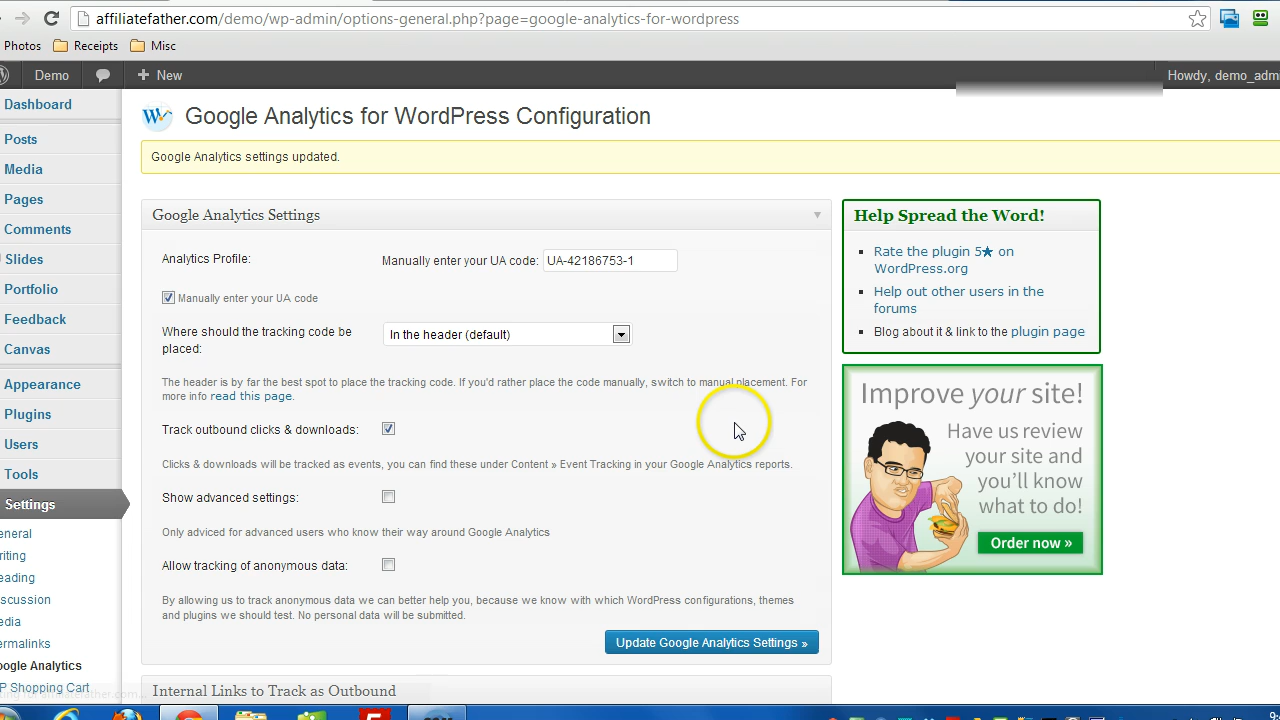 affiliatefather.com/demo/wp-admin/options-general.php?page=google-analytics-for-wordpress
Photos Receipts Misc
Demo + New Howdy, demo_adm
Dashboard
Posts
Media
Pages
Comments
Slides
Portfolio
Feedback
Canvas
Appearance
Plugins
Users
Tools
Settings
eneral
riting
eading
scussion
edia
ermalinks
oogle Analytics
P Shopping Cart
Google Analytics for WordPress Configuration
Google Analytics settings updated.
Google Analytics Settings
Analytics Profile: Manually enter your UA code: UA-42186753-1
Manually enter your UA code
Where should the tracking code be
placed:
In the header (default)
The header is by far the best spot to place the tracking code. If you'd rather place the code manually, switch to manual placement. For
more info read this page.
Track outbound clicks & downloads:
Clicks & downloads will be tracked as events, you can find these under Content » Event Tracking in your Google Analytics reports.
Show advanced settings:
Only adviced for advanced users who know their way around Google Analytics
Allow tracking of anonymous data:
By allowing us to track anonymous data we can better help you, because we know with which WordPress configurations, themes
and plugins we should test. No personal data will be submitted.
Update Google Analytics Settings »
Internal Links to Track as Outbound
Help Spread the Word!
Rate the plugin 5★ on
WordPress.org
Help out other users in the
forums
Blog about it & link to the plugin page
Improve your site!
Have us review
your site and
you'll know
what to do!
Order now »